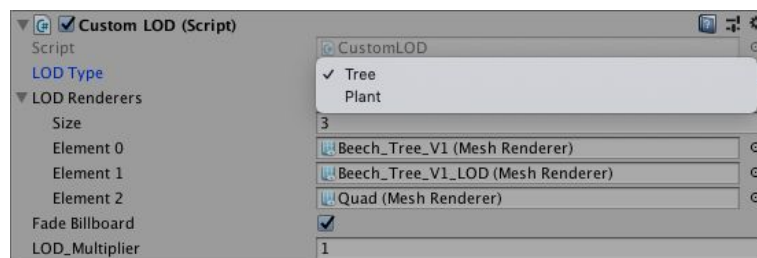 Custom LOD (Script)
Script CustomLOD
LOD Type ✓ Tree
Plant
LOD Renderers
Size 3
Element 0 Beech_Tree_V1 (Mesh Renderer)
Element 1 Beech_Tree_V1_LOD (Mesh Renderer)
Element 2 Quad (Mesh Renderer)
Fade Billboard
LOD_Multiplier 1